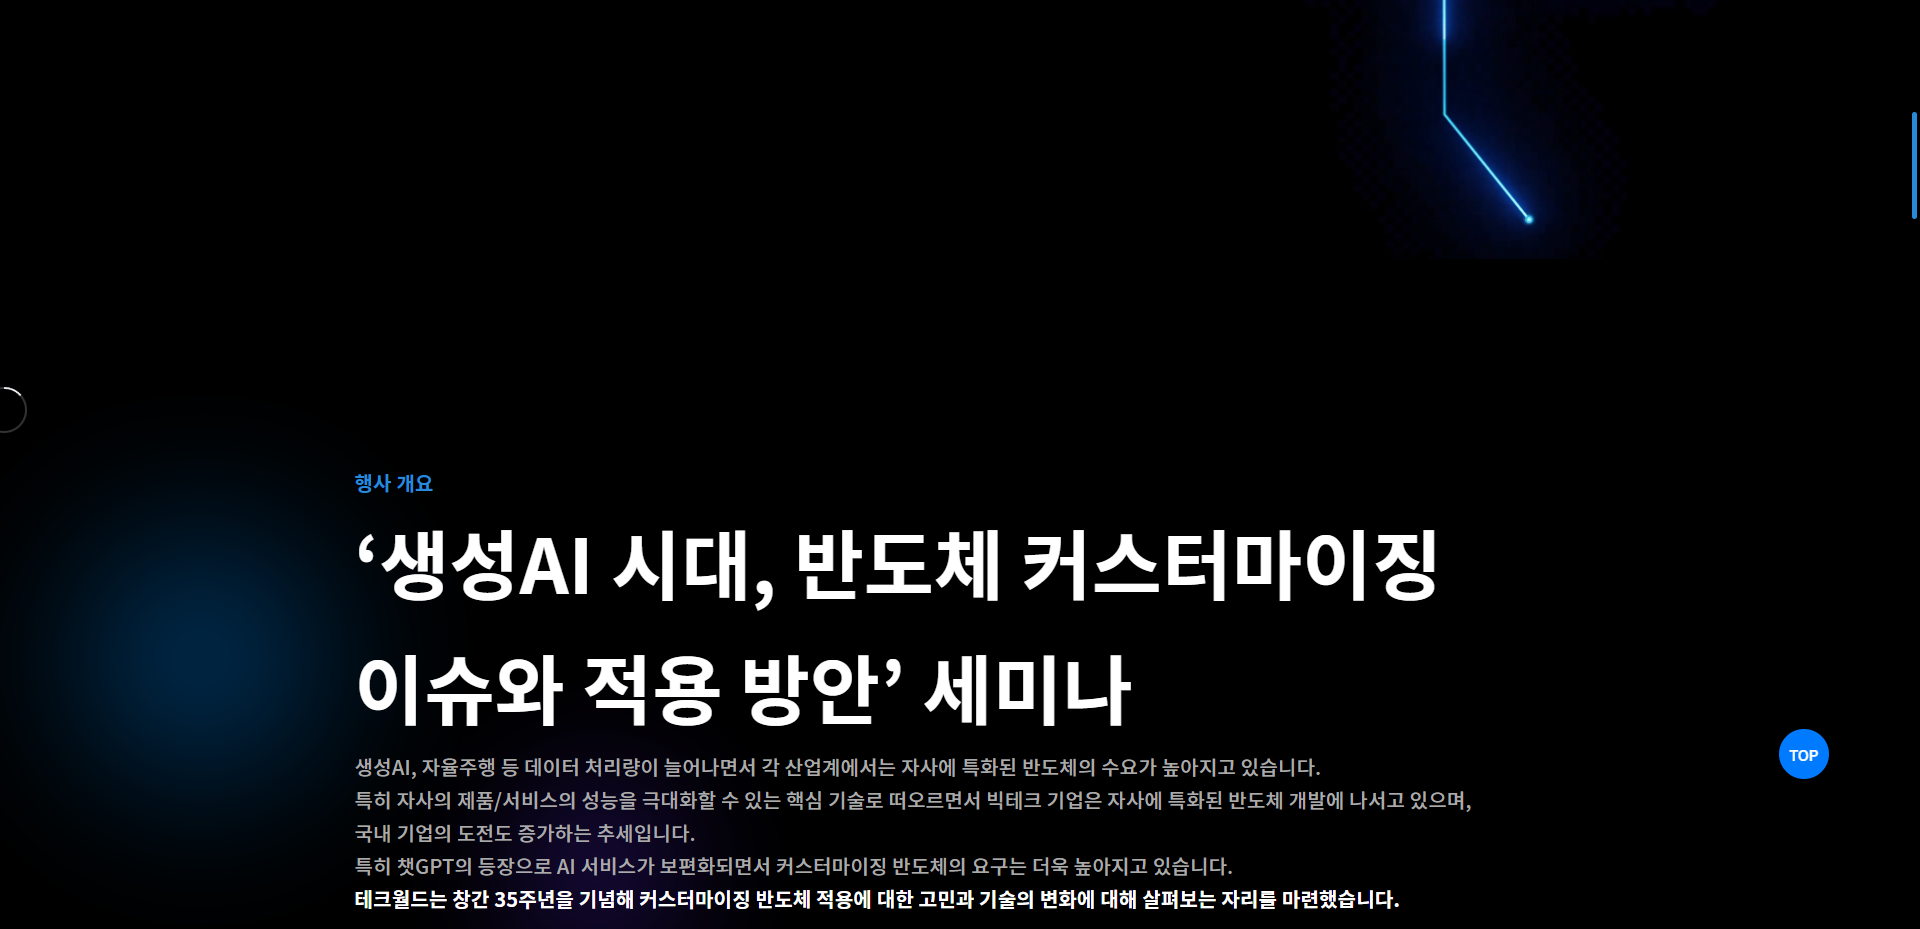 행사 개요
‘생성AI 시대, 반도체 커스터마이징
이슈와 적용 방안’ 세미나
생성AI, 자율주행 등 데이터 처리량이 늘어나면서 각 산업계에서는 자사에 특화된 반도체의 수요가 높아지고 있습니다.
특히 자사의 제품/서비스의 성능을 극대화할 수 있는 핵심 기술로 떠오르면서 빅테크 기업은 자사에 특화된 반도체 개발에 나서고 있으며,
국내 기업의 도전도 증가하는 추세입니다.
특히 챗GPT의 등장으로 AI 서비스가 보편화되면서 커스터마이징 반도체의 요구는 더욱 높아지고 있습니다.
테크월드는 창간 35주년을 기념해 커스터마이징 반도체 적용에 대한 고민과 기술의 변화에 대해 살펴보는 자리를 마련했습니다.
TOP